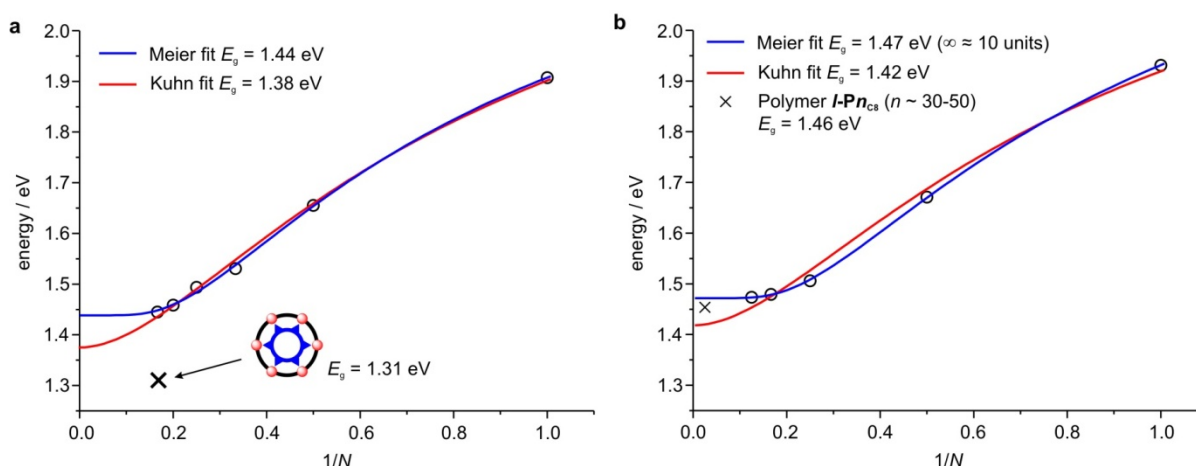 a
Meier fit Eg = 1.44 eV
Kuhn fit Eg = 1.38 eV
Eg = 1.31 eV
energy / eV
2.0
1.9
1.8
1.7
1.6
1.5
1.4
1.3
0.0 0.2 0.4 0.6 0.8 1.0
1/N
b
Meier fit Eg = 1.47 eV (∞ ≈ 10 units)
Kuhn fit Eg = 1.42 eV
Polymer l-PnC8 (n ~ 30-50)
Eg = 1.46 eV
energy / eV
2.0
1.9
1.8
1.7
1.6
1.5
1.4
1.3
0.0 0.2 0.4 0.6 0.8 1.0
1/N